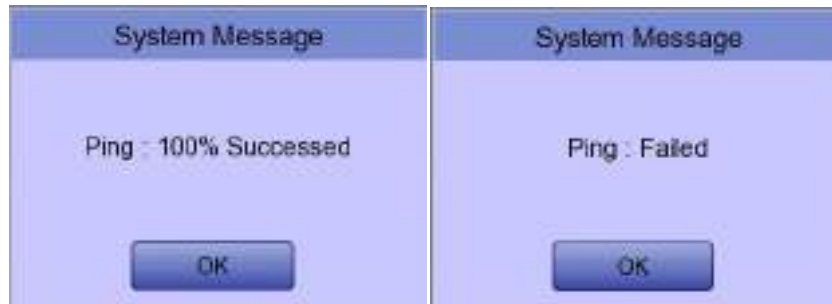 System Message
Ping : 100% Successed
OK
System Message
Ping : Failed
OK